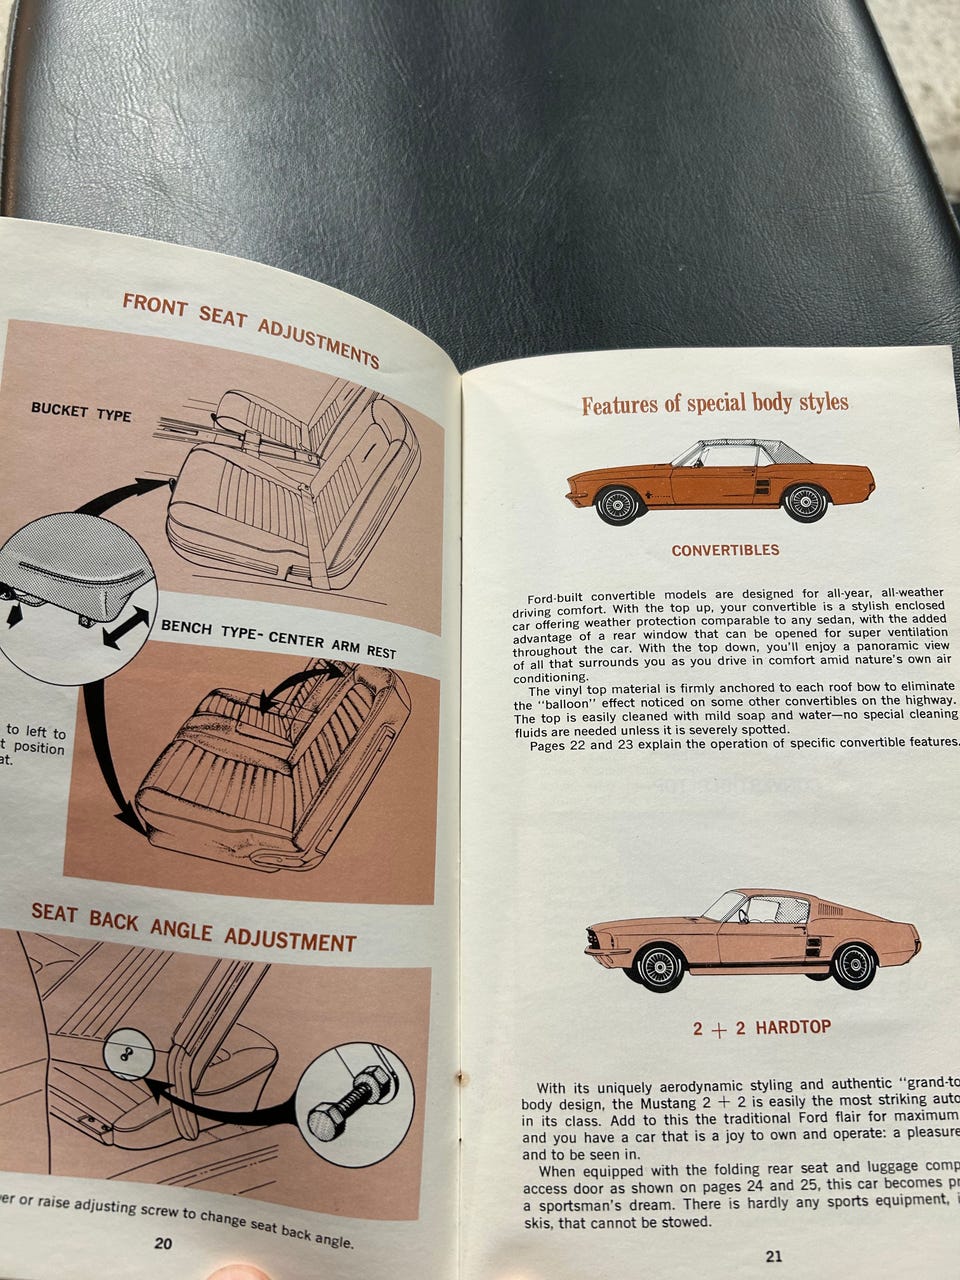 FRONT SEAT ADJUSTMENTS
BUCKET TYPE
BENCH TYPE- CENTER ARM REST
to left to
position
SEAT BACK ANGLE ADJUSTMENT
or raise adjusting screw to change seat back angle.
20
Features of special body styles
CONVERTIBLES
Ford-built convertible models are designed for all-year, all-weather
driving comfort. With the top up, your convertible is a stylish enclosed
car offering weather protection comparable to any sedan, with the added
advantage of a rear window that can be opened for super ventilation
throughout the car. With the top down, you'll enjoy a panoramic view
of all that surrounds you as you drive in comfort amid nature's own air
conditioning.
The vinyl top material is firmly anchored to each roof bow to eliminate
the "balloon" effect noticed on some other convertibles on the highway.
The top is easily cleaned with mild soap and water—no special cleaning
fluids are needed unless it is severely spotted.
Pages 22 and 23 explain the operation of specific convertible features.
2 + 2 HARDTOP
With its uniquely aerodynamic styling and authentic "grand-to
body design, the Mustang 2 + 2 is easily the most striking auto
in its class. Add to this the traditional Ford flair for maximum
and you have a car that is a joy to own and operate: a pleasure
and to be seen in.
When equipped with the folding rear seat and luggage comp
access door as shown on pages 24 and 25, this car becomes pr
a sportsman's dream. There is hardly any sports equipment,
skis, that cannot be stowed.
21